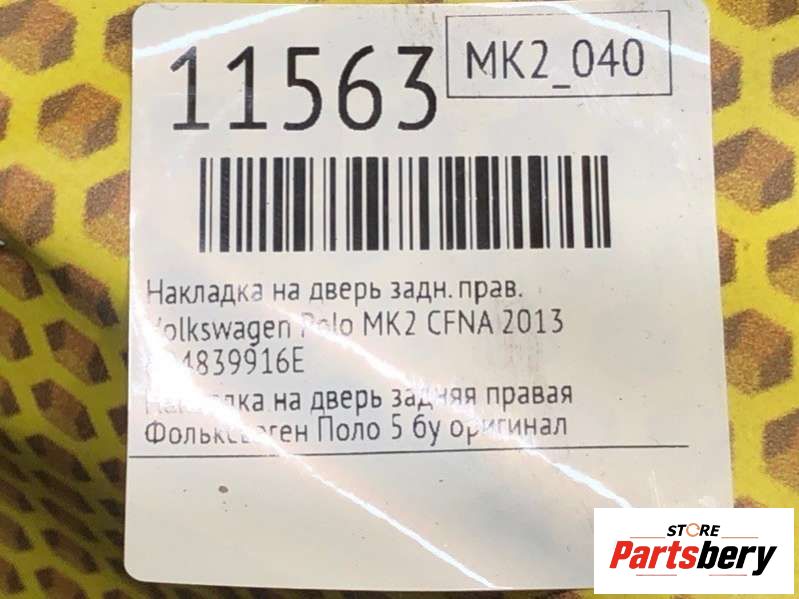 11563
MK2_040
Накладка на дверь задн. прав.
Volkswagen Polo MK2 CFNA 2013
Накладка на дверь задняя правая
Фольксваген Поло 5 бу оригинал
STORE
Partsbery